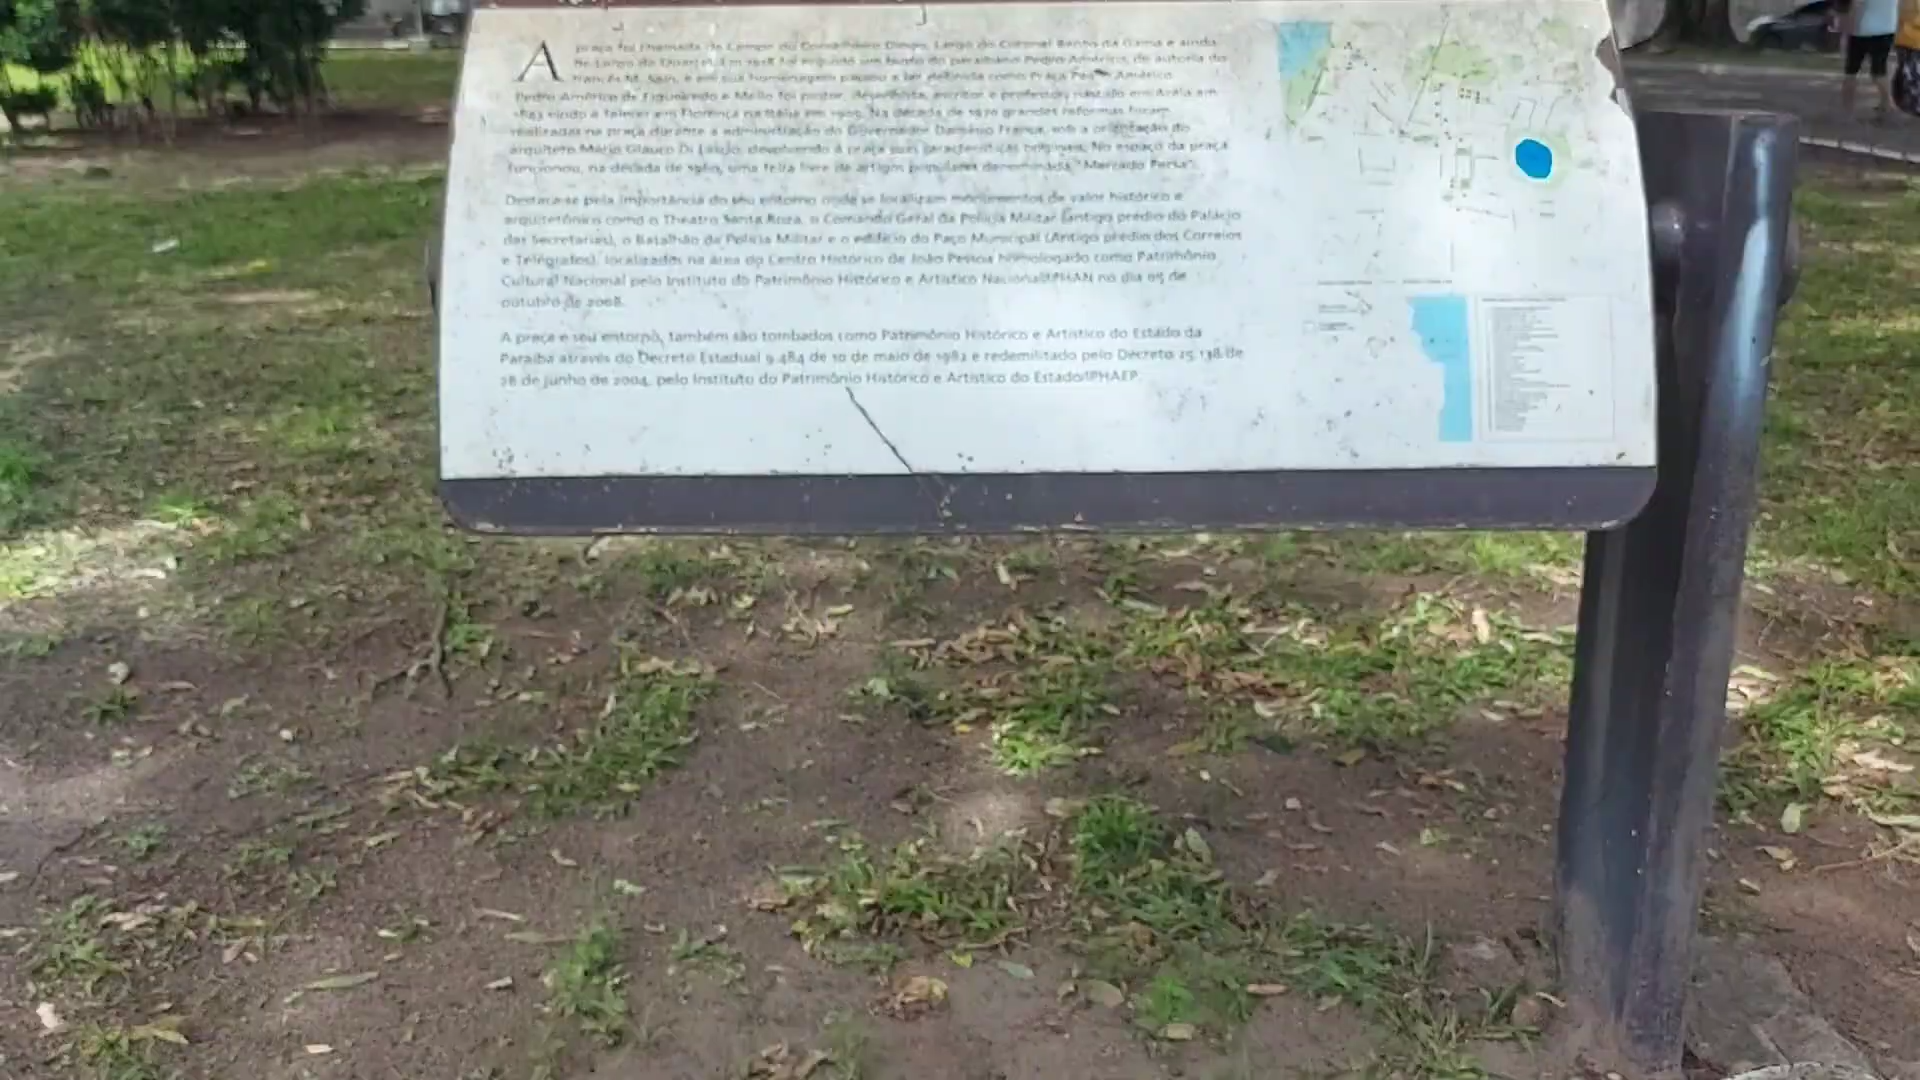 A praça foi chamada de Campo do Conselheiro Diogo, Largo do Coronel Bento da Gama e ainda
de Largo do Quartel. Em foi erguido um busto do paraibano Pedro Américo, de autoria do
e em sua homenagem passou a ser definida como Praça Pedro Américo.
Pedro Américo de Figueiredo e Mello foi pintor, desenhista, escritor e professor, nascido em Areia em
1843 vindo a falecer em Florença na Itália em 1905. Na década de 1970 grandes reformas foram
realizadas na praça durante a administração do Governador Damásio Franca, sob a orientação do
arquiteto Mário Glauco Di Lascio, devolvendo à praça suas características originais. No espaço da praça
funcionou, na década de 1980, uma feira livre de artigos populares denominada "Mercado Persa".
Destaca-se pela importância do seu entorno onde se localizam monumentos de valor histórico e
arquitetônico como o Theatro Santa Roza, o Comando Geral da Polícia Militar (antigo prédio do Palácio
das Secretarias), o Batalhão da Polícia Militar e o edifício do Paço Municipal (Antigo prédio dos Correios
e Telégrafos), localizados na área do Centro Histórico de João Pessoa homologado como Patrimônio
Cultural Nacional pelo Instituto do Patrimônio Histórico e Artístico Nacional/IPHAN no dia 05 de
outubro de 2008.
A praça e seu entorno, também são tombados como Patrimônio Histórico e Artístico do Estado da
Paraíba através do Decreto Estadual 9.484 de 10 de maio de 1982 e redemilitado pelo Decreto 25.138 de
28 de junho de 2004, pelo Instituto do Patrimônio Histórico e Artístico do Estado/IPHAEP.